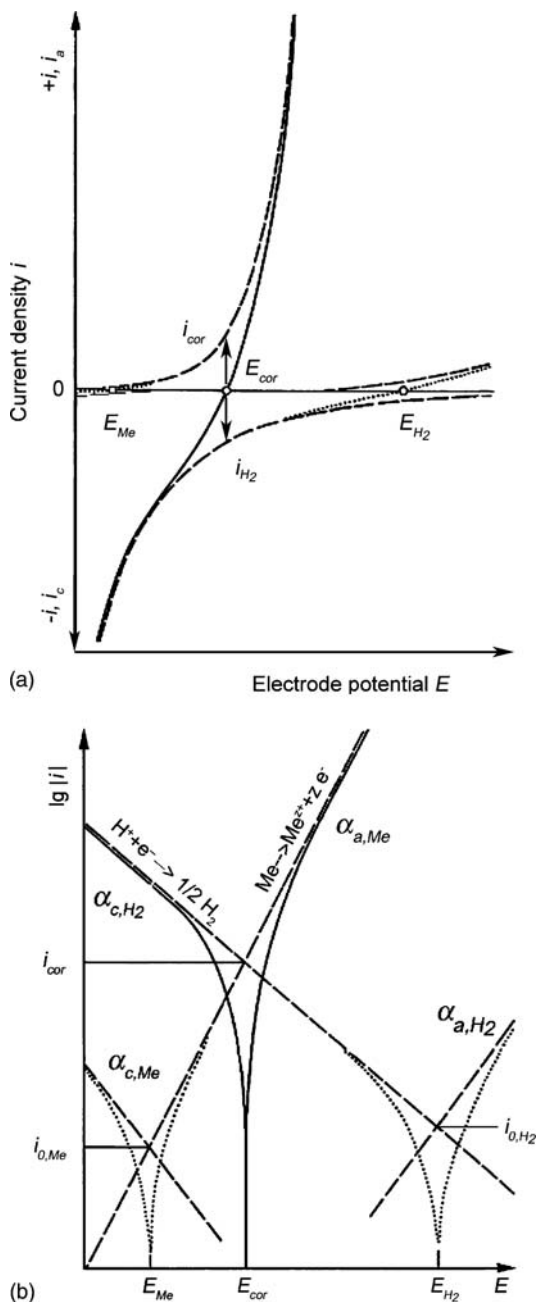 +i, i_a
Current density i
i_cor
E_cor
0
E_Me
E_H2
i_H2
-i, i_c
(a)
Electrode potential E
lg |i|
H⁺+e⁻ --> 1/2 H₂
Me-->Me^z++z e⁻
α_a,Me
α_c,H2
i_cor
α_c,Me
α_a,H2
i_0,Me
i_0,H2
(b)
E_Me
E_cor
E_H2
E